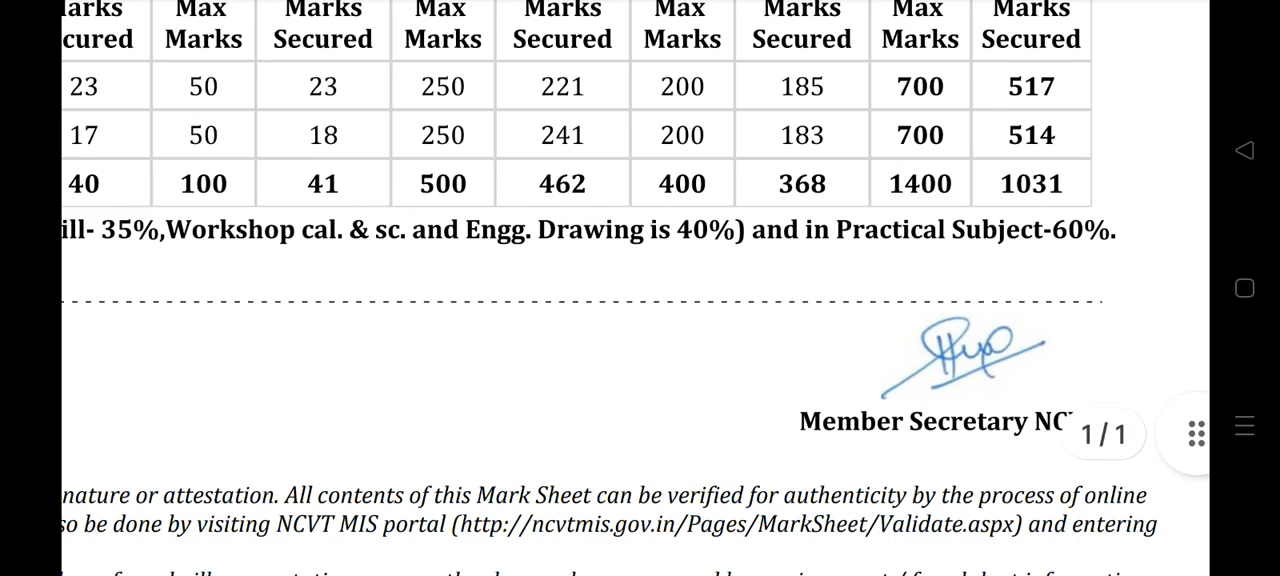 Marks Max Marks Max Marks Max Marks Max Marks
cured Marks Secured Marks Secured Marks Secured Marks Secured
23 50 23 250 221 200 185 700 517
17 50 18 250 241 200 183 700 514
40 100 41 500 462 400 368 1400 1031
ill- 35%,Workshop cal. & sc. and Engg. Drawing is 40%) and in Practical Subject-60%.
Member Secretary
1/1
nature or attestation. All contents of this Mark Sheet can be verified for authenticity by the process of online
so be done by visiting NCVT MIS portal (http://ncvtmis.gov.in/Pages/MarkSheet/Validate.aspx) and entering